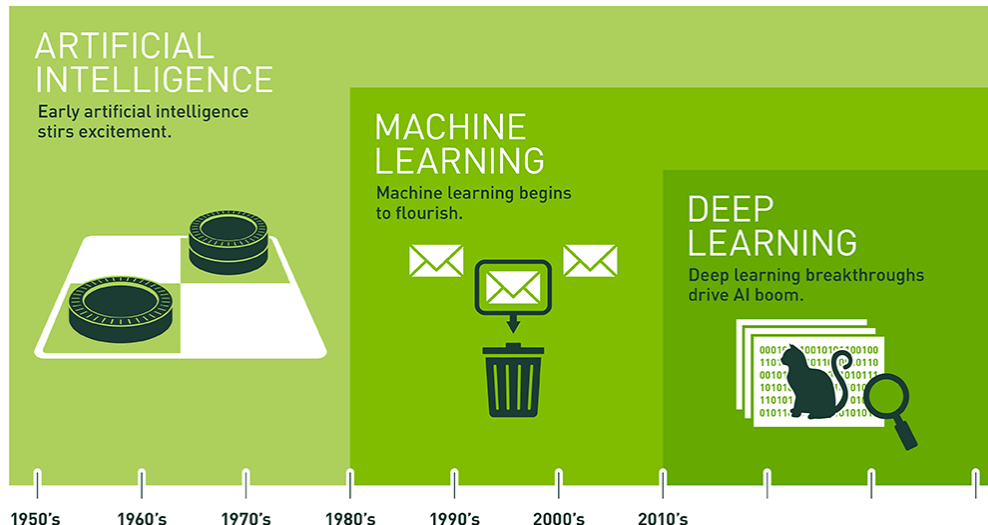 ARTIFICIAL
INTELLIGENCE
Early artificial intelligence
stirs excitement.
MACHINE
LEARNING
Machine learning begins
to flourish.
DEEP
LEARNING
Deep learning breakthroughs
drive AI boom.
1950's
1960's
1970's
1980's
1990's
2000's
2010's